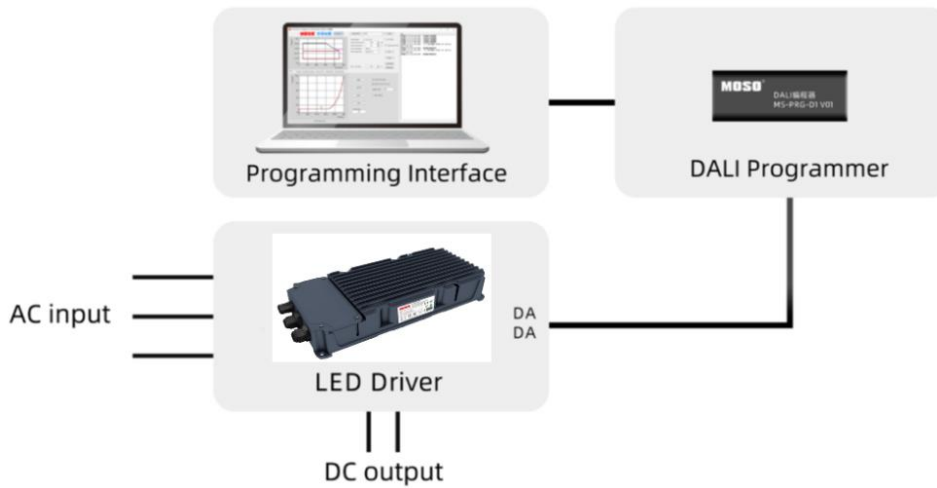 MOSO
DALI编程器
MS-PRG-D1 V01
Programming Interface
DALI Programmer
AC input
DA
DA
LED Driver
DC output